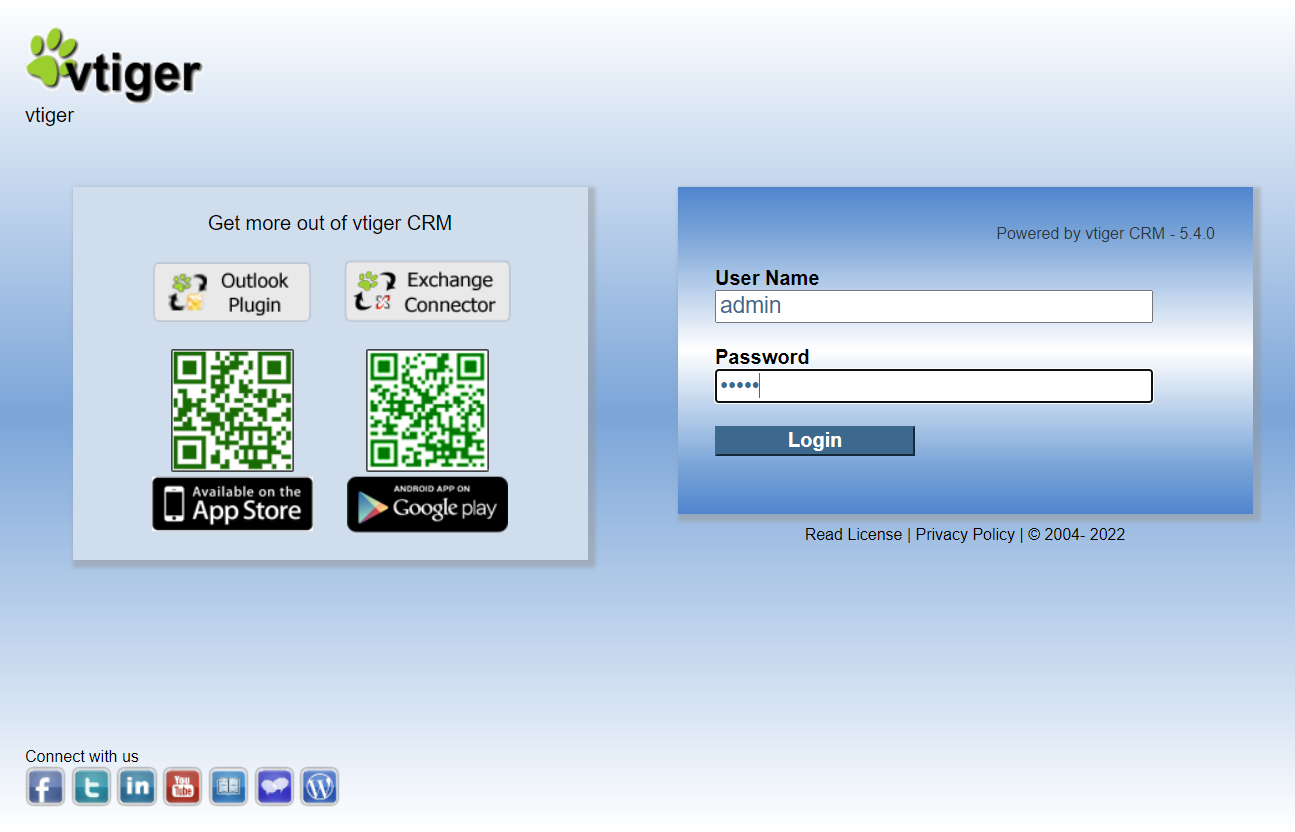 vtiger
vtiger
Get more out of vtiger CRM
Outlook
Plugin
Exchange
Connector
Available on the
App Store
ANDROID APP ON
Google play
Powered by vtiger CRM - 5.4.0
User Name
admin
Password
•••••
Login
Read License | Privacy Policy | © 2004- 2022
Connect with us
f t in You Tube W